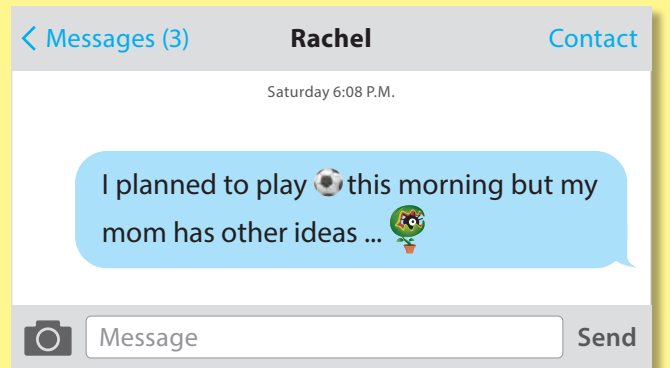 Messages (3) Rachel Contact
Saturday 6:08 P.M.
I planned to play ⚽ this morning but my
mom has other ideas ...
Message Send